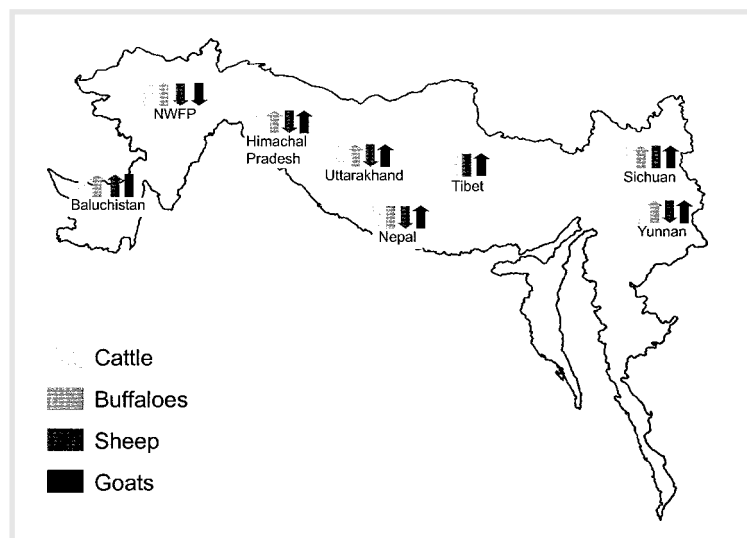 NWFP
Himachal
Pradesh
Uttarakhand
Tibet
Sichuan
Baluchistan
Nepal
Yunnan
Cattle
Buffaloes
Sheep
Goats